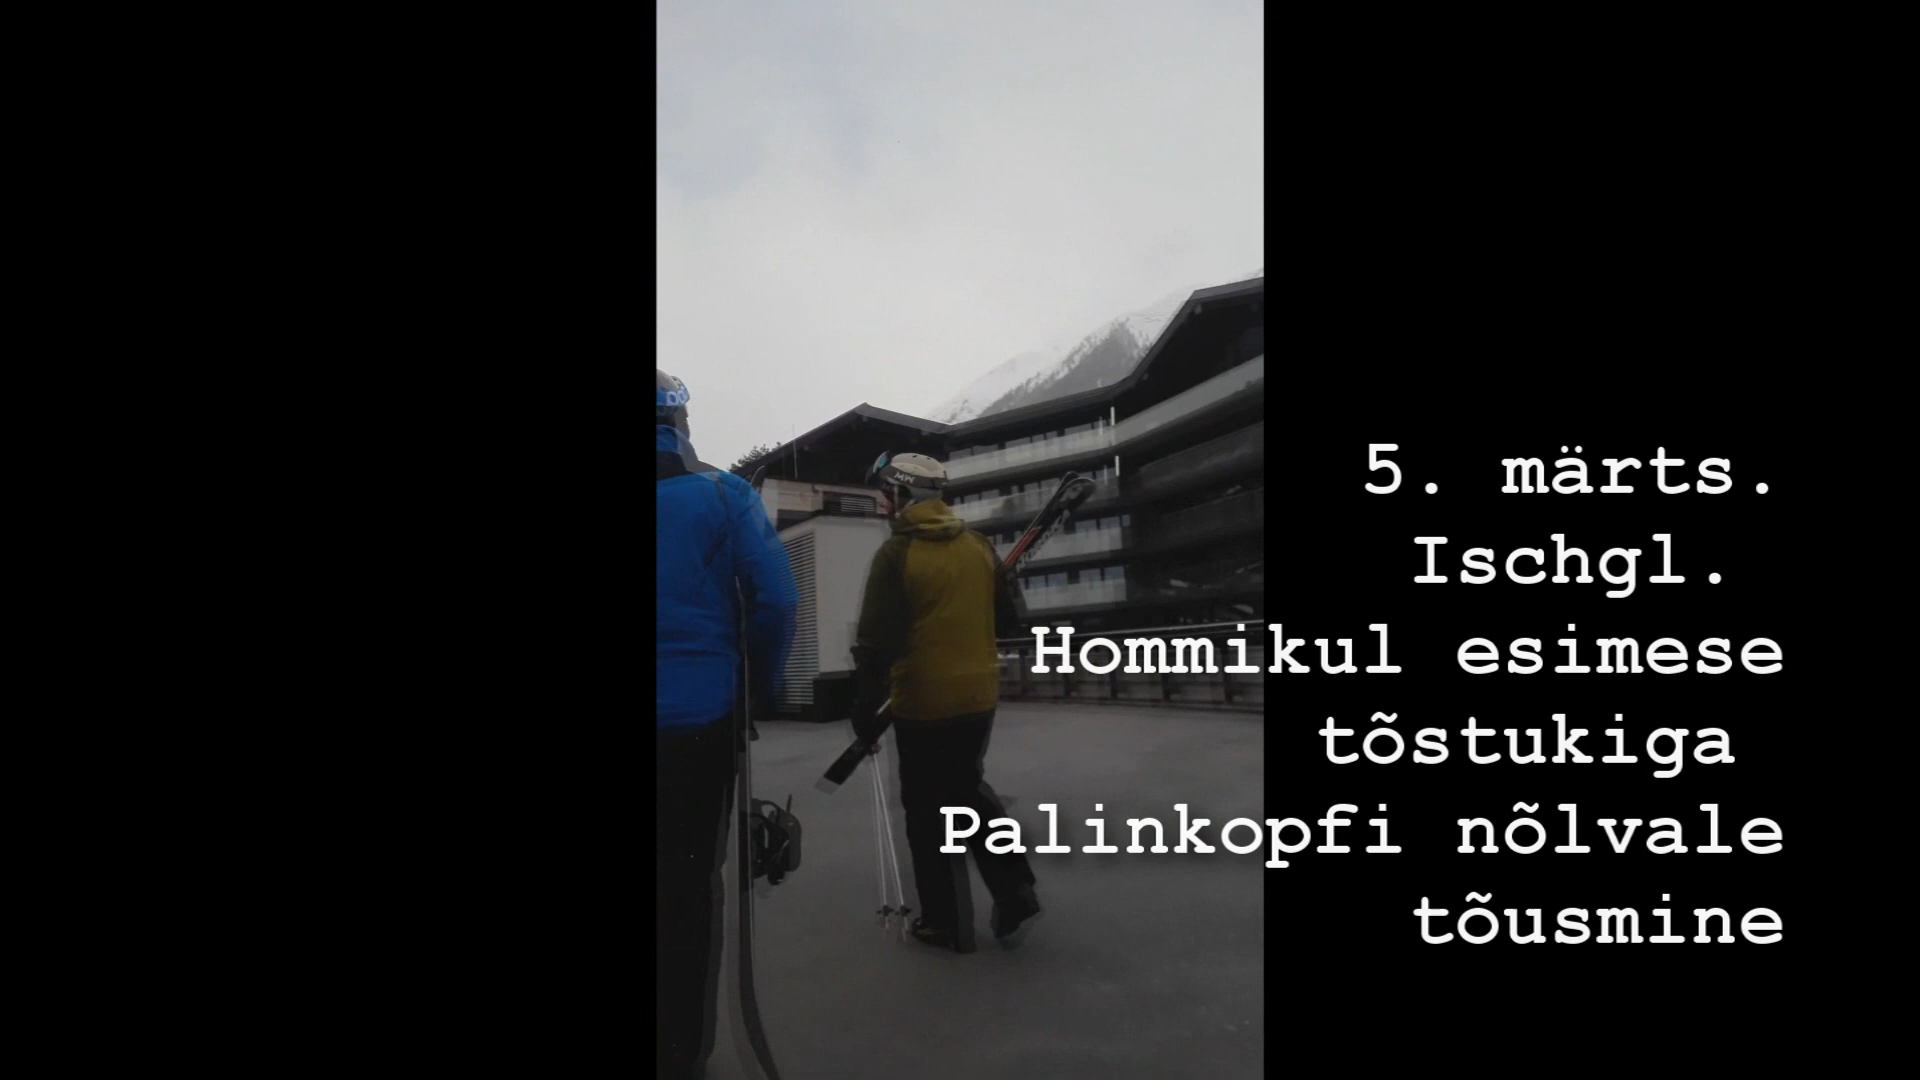 5. märts.
Ischgl.
Hommikul esimese
tõstukiga
Palinkopfi nõlvale
tõusmine